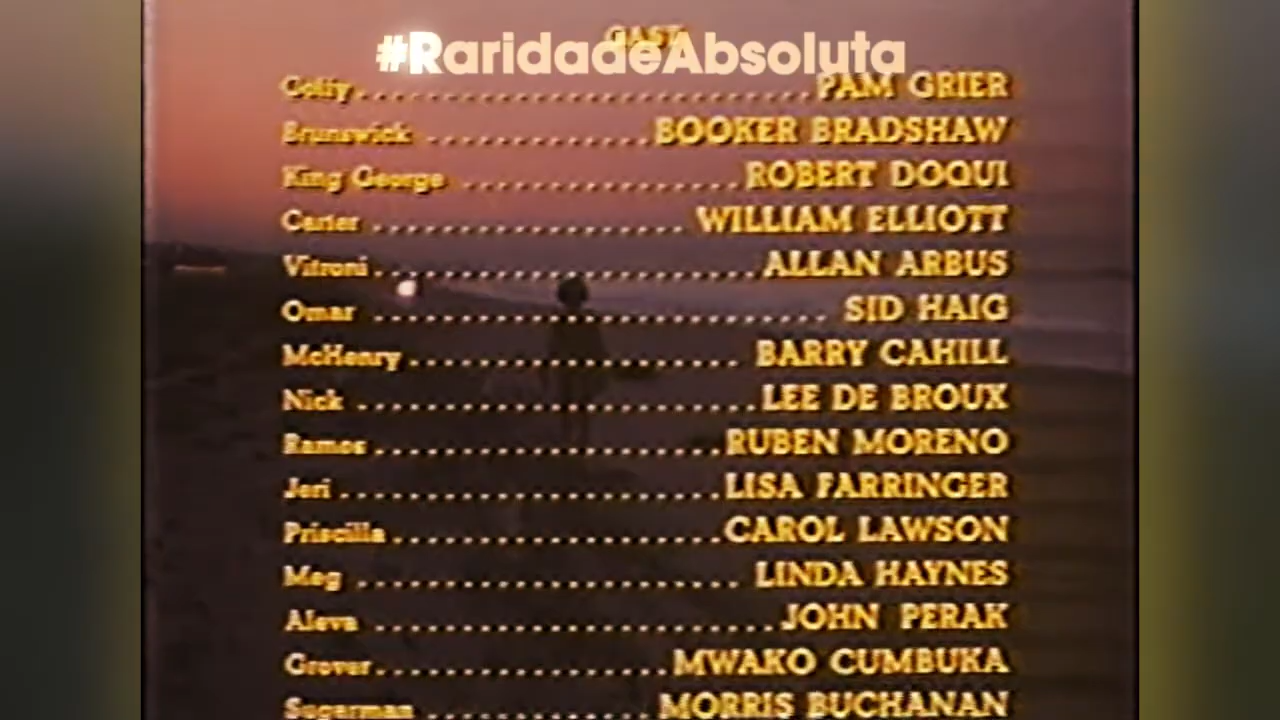 #RaridadeAbsoluta
CAST
Coffy PAM GRIER
Brunswick BOOKER BRADSHAW
King George ROBERT DOQUI
Carter WILLIAM ELLIOTT
Vitroni ALLAN ARBUS
Omar SID HAIG
McHenry BARRY CAHILL
Nick LEE DE BROUX
Ramos RUBEN MORENO
Jeri LISA FARRINGER
Priscilla CAROL LAWSON
Meg LINDA HAYNES
Aleva JOHN PERAK
Grover MWAKO CUMBUKA
Sugarman MORRIS BUCHANAN